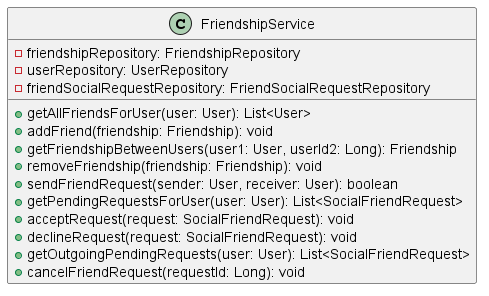 C FriendshipService
friendshipRepository: FriendshipRepository
userRepository: UserRepository
friendSocialRequestRepository: FriendSocialRequestRepository
getAllFriendsForUser(user: User): List<User>
addFriend(friendship: Friendship): void
getFriendshipBetweenUsers(user1: User, userId2: Long): Friendship
removeFriendship(friendship: Friendship): void
sendFriendRequest(sender: User, receiver: User): boolean
getPendingRequestsForUser(user: User): List<SocialFriendRequest>
acceptRequest(request: SocialFriendRequest): void
declineRequest(request: SocialFriendRequest): void
getOutgoingPendingRequests(user: User): List<SocialFriendRequest>
cancelFriendRequest(requestId: Long): void